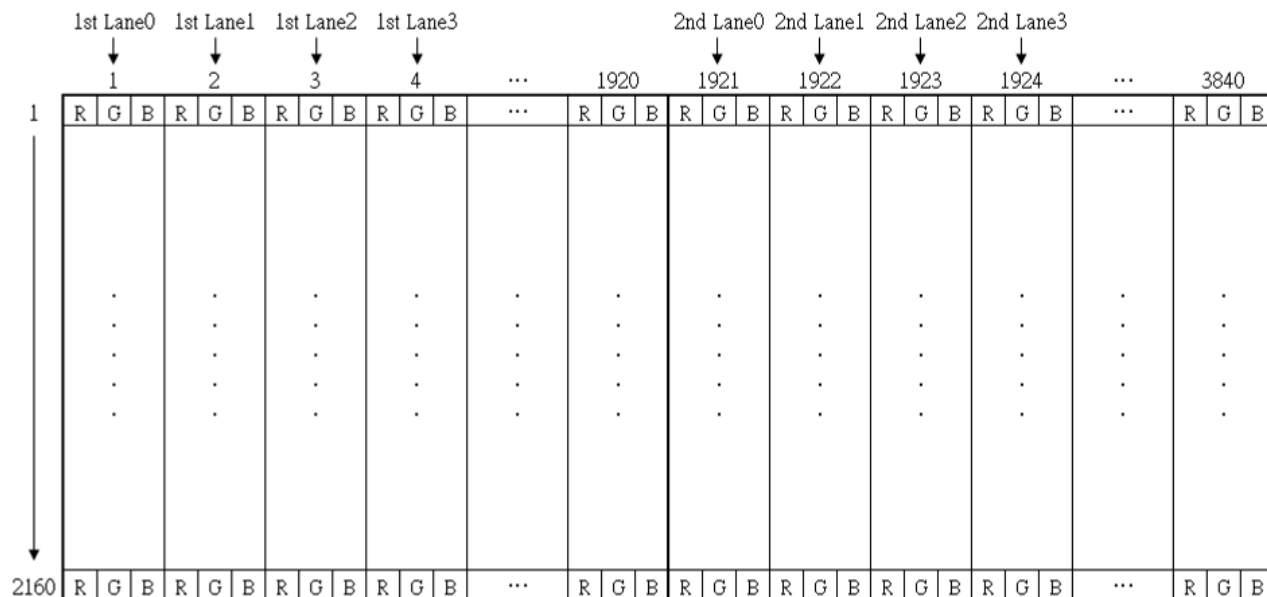 1st Lane0 1st Lane1 1st Lane2 1st Lane3 2nd Lane0 2nd Lane1 2nd Lane2 2nd Lane3
1 2 3 4 ··· 1920 1921 1922 1923 1924 ··· 3840
1 R G B R G B R G B R G B ··· R G B R G B R G B R G B R G B ··· R G B
2160 R G B R G B R G B R G B ··· R G B R G B R G B R G B R G B ··· R G B